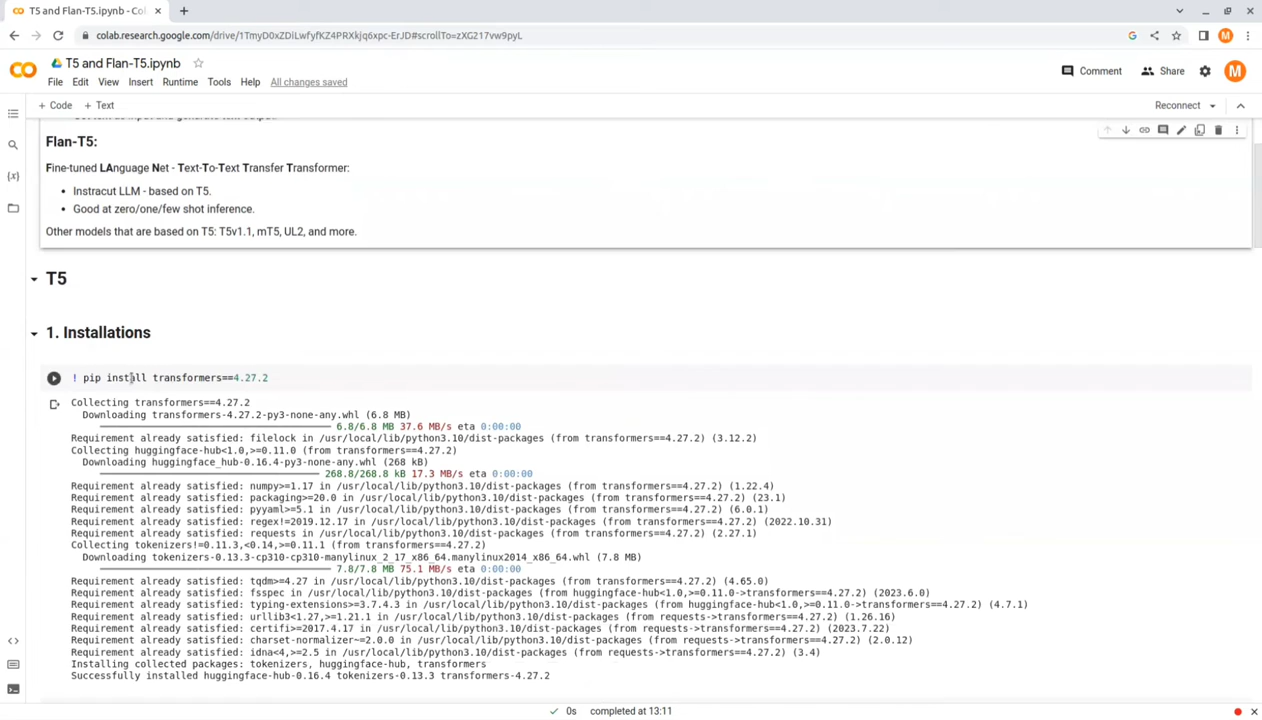 T5 and Flan-T5.ipynb - Col
colab.research.google.com/drive/1TmyD0xZDiLwfyfKZ4PRXkjq6xpc-ErJD#scrollTo=zXG217vw9pyL
T5 and Flan-T5.ipynb
File Edit View Insert Runtime Tools Help All changes saved
Comment Share M
+ Code + Text Reconnect
Flan-T5:
Fine-tuned LAnguage Net - Text-To-Text Transfer Transformer:
• Instracut LLM - based on T5.
• Good at zero/one/few shot inference.
Other models that are based on T5: T5v1.1, mT5, UL2, and more.
T5
1. Installations
! pip install transformers==4.27.2
Collecting transformers==4.27.2
Downloading transformers-4.27.2-py3-none-any.whl (6.8 MB)
6.8/6.8 MB 37.6 MB/s eta 0:00:00
Requirement already satisfied: filelock in /usr/local/lib/python3.10/dist-packages (from transformers==4.27.2) (3.12.2)
Collecting huggingface-hub<1.0,>=0.11.0 (from transformers==4.27.2)
Downloading huggingface_hub-0.16.4-py3-none-any.whl (268 kB)
268.8/268.8 kB 17.3 MB/s eta 0:00:00
Requirement already satisfied: numpy>=1.17 in /usr/local/lib/python3.10/dist-packages (from transformers==4.27.2) (1.22.4)
Requirement already satisfied: packaging>=20.0 in /usr/local/lib/python3.10/dist-packages (from transformers==4.27.2) (23.1)
Requirement already satisfied: pyyaml>=5.1 in /usr/local/lib/python3.10/dist-packages (from transformers==4.27.2) (6.0.1)
Requirement already satisfied: regex!=2019.12.17 in /usr/local/lib/python3.10/dist-packages (from transformers==4.27.2) (2022.10.31)
Requirement already satisfied: requests in /usr/local/lib/python3.10/dist-packages (from transformers==4.27.2) (2.27.1)
Collecting tokenizers!=0.11.3,<0.14,>=0.11.1 (from transformers==4.27.2)
Downloading tokenizers-0.13.3-cp310-cp310-manylinux_2_17_x86_64.manylinux2014_x86_64.whl (7.8 MB)
7.8/7.8 MB 75.1 MB/s eta 0:00:00
Requirement already satisfied: tqdm>=4.27 in /usr/local/lib/python3.10/dist-packages (from transformers==4.27.2) (4.65.0)
Requirement already satisfied: fsspec in /usr/local/lib/python3.10/dist-packages (from huggingface-hub<1.0,>=0.11.0->transformers==4.27.2) (2023.6.0)
Requirement already satisfied: typing-extensions>=3.7.4.3 in /usr/local/lib/python3.10/dist-packages (from huggingface-hub<1.0,>=0.11.0->transformers==4.27.2) (4.7.1)
Requirement already satisfied: urllib3<1.27,>=1.21.1 in /usr/local/lib/python3.10/dist-packages (from requests->transformers==4.27.2) (1.26.16)
Requirement already satisfied: certifi>=2017.4.17 in /usr/local/lib/python3.10/dist-packages (from requests->transformers==4.27.2) (2023.7.22)
Requirement already satisfied: charset-normalizer~=2.0.0 in /usr/local/lib/python3.10/dist-packages (from requests->transformers==4.27.2) (2.0.12)
Requirement already satisfied: idna<4,>=2.5 in /usr/local/lib/python3.10/dist-packages (from requests->transformers==4.27.2) (3.4)
Installing collected packages: tokenizers, huggingface-hub, transformers
Successfully installed huggingface-hub-0.16.4 tokenizers-0.13.3 transformers-4.27.2
0s completed at 13:11